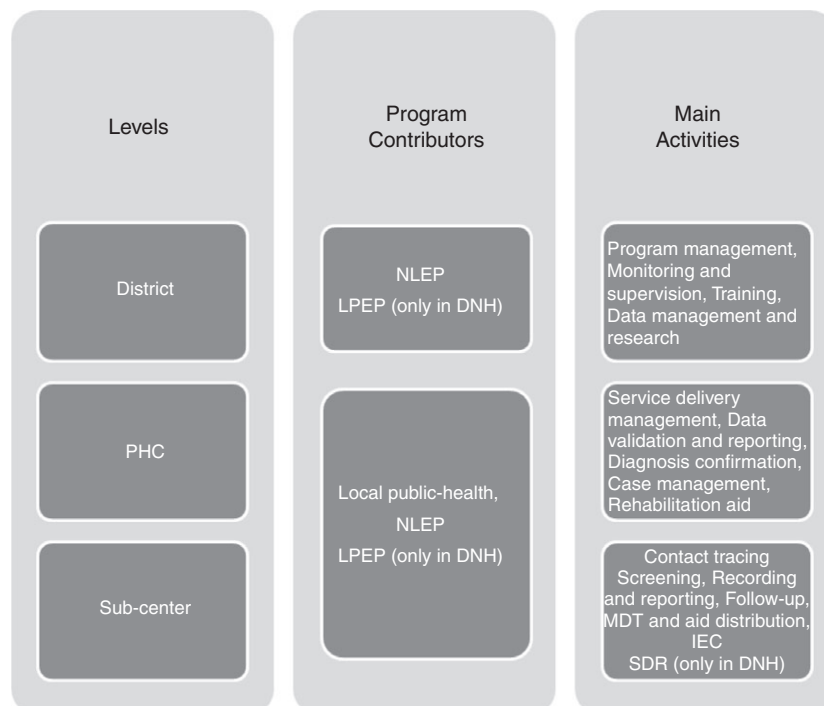 Levels
District
PHC
Sub-center
Program
Contributors
NLEP
LPEP (only in DNH)
Local public-health,
NLEP
LPEP (only in DNH)
Main
Activities
Program management,
Monitoring and
supervision, Training,
Data management and
research
Service delivery
management, Data
validation and reporting,
Diagnosis confirmation,
Case management,
Rehabilitation aid
Contact tracing
Screening, Recording
and reporting, Follow-up,
MDT and aid distribution,
IEC
SDR (only in DNH)